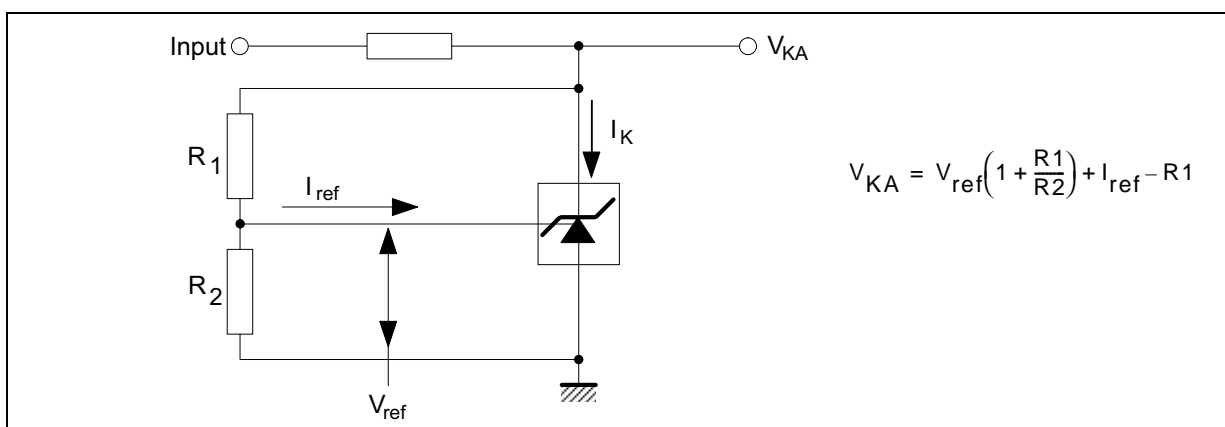 Input
V_KA
I_K
R_1
I_ref
V_KA = V_ref(1 + R1/R2) + I_ref – R1
R_2
V_ref